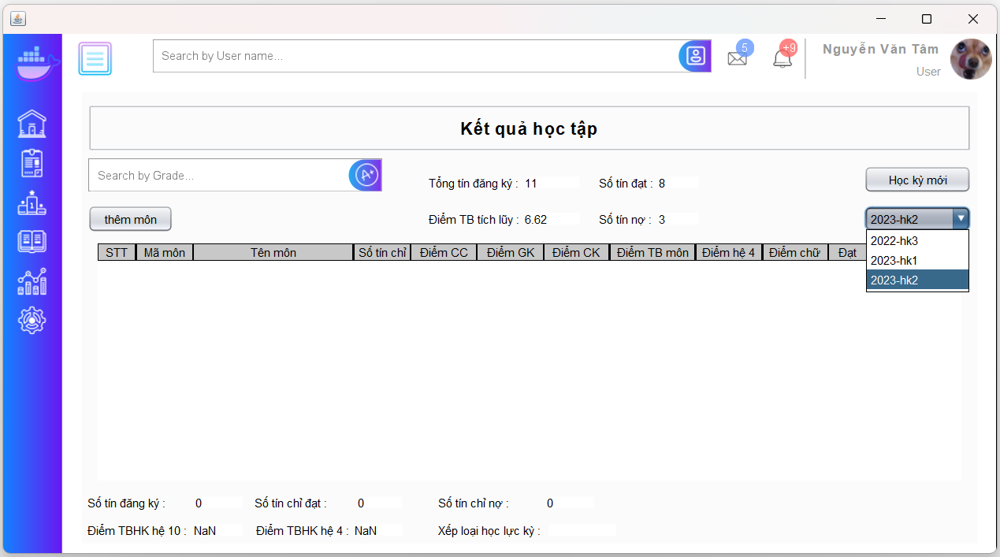 Search by User name...
5
+9
Nguyễn Văn Tâm
User
Kết quả học tập
Search by Grade...
A+
Tổng tín đăng ký : 11
Số tín đạt : 8
Học kỳ mới
thêm môn
Điểm TB tích lũy : 6.62
Số tín nợ : 3
2023-hk2
2022-hk3
2023-hk1
2023-hk2
STT Mã môn Tên môn Số tín chỉ Điểm CC Điểm GK Điểm CK Điểm TB môn Điểm hệ 4 Điểm chữ Đạt
Số tín đăng ký : 0
Số tín chỉ đạt : 0
Số tín chỉ nợ : 0
Điểm TBHK hệ 10 : NaN
Điểm TBHK hệ 4 : NaN
Xếp loại học lực kỳ :
1